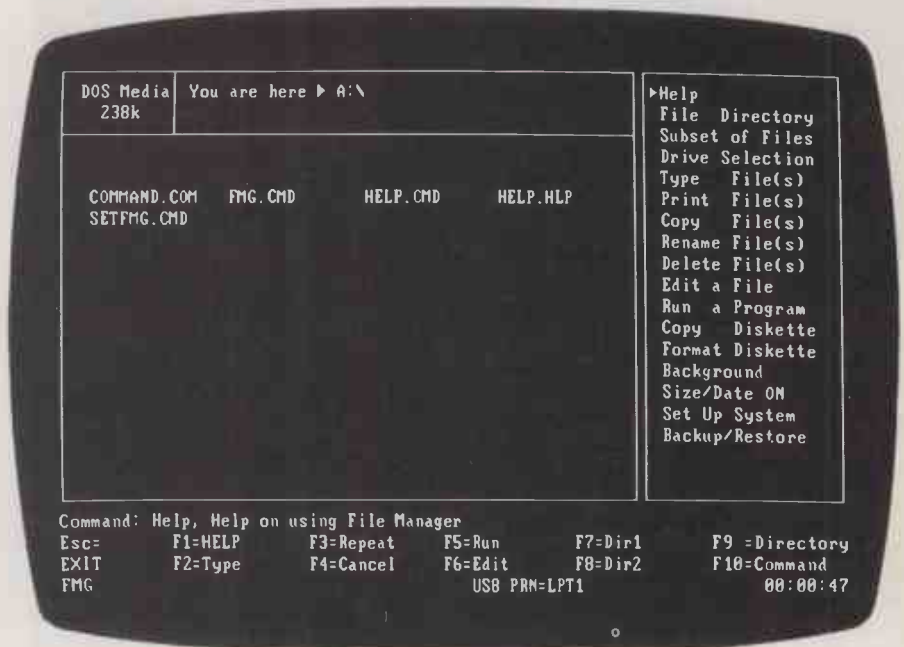 DOS Media
238k
You are here ▶ A:\
COMMAND.COM FMG.CMD HELP.CMD HELP.HLP
SETFMG.CMD
▶Help
File Directory
Subset of Files
Drive Selection
Type File(s)
Print File(s)
Copy File(s)
Rename File(s)
Delete File(s)
Edit a File
Run a Program
Copy Diskette
Format Diskette
Background
Size/Date ON
Set Up System
Backup/Restore
Command: Help, Help on using File Manager
Esc= F1=HELP F3=Repeat F5=Run F7=Dir1 F9 =Directory
EXIT F2=Type F4=Cancel F6=Edit F8=Dir2 F10=Command
FMG US8 PRN=LPT1 00:00:47